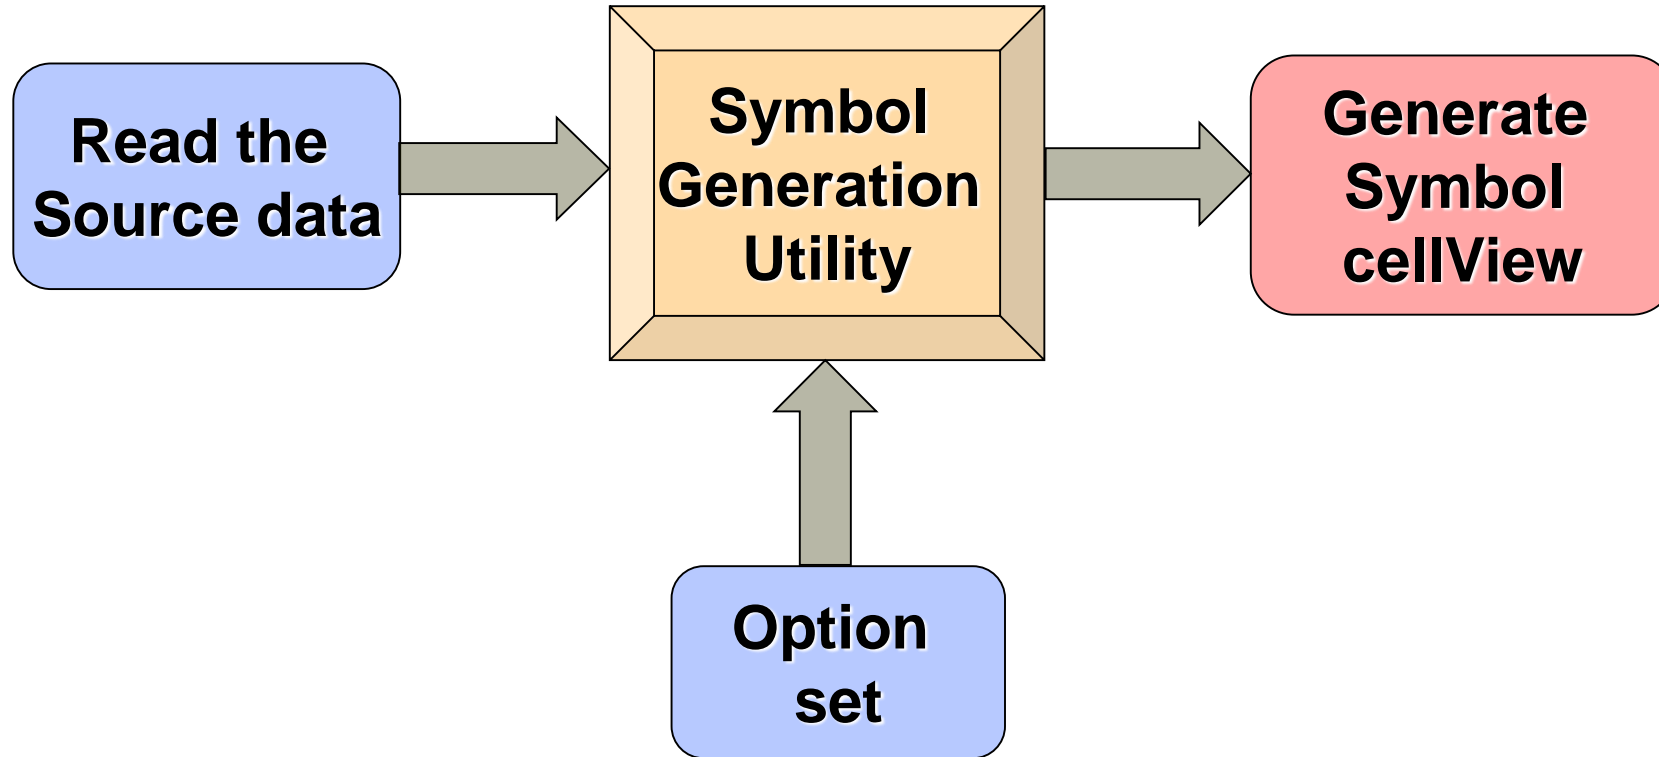 Read the
Source data
Symbol
Generation
Utility
Generate
Symbol
cellView
Option
set